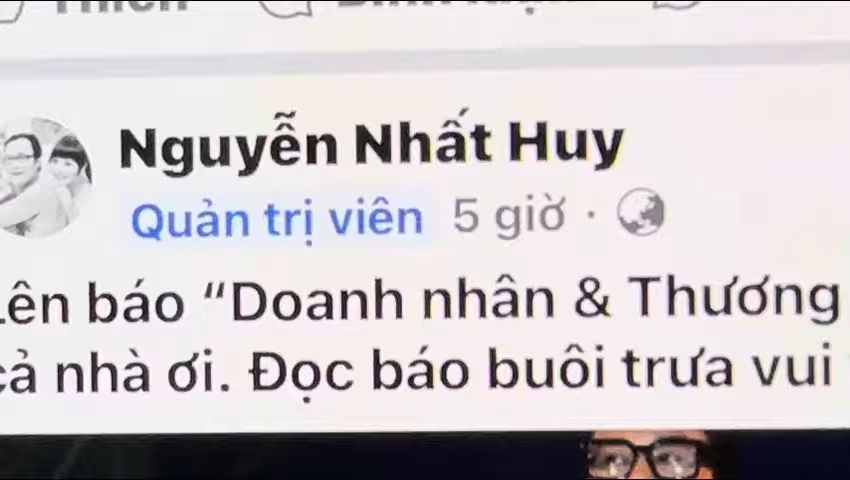 Nguyễn Nhất Huy
Quản trị viên 5 giờ ·
ên báo “Doanh nhân & Thương
cả nhà ơi. Đọc báo buôi trưa vui